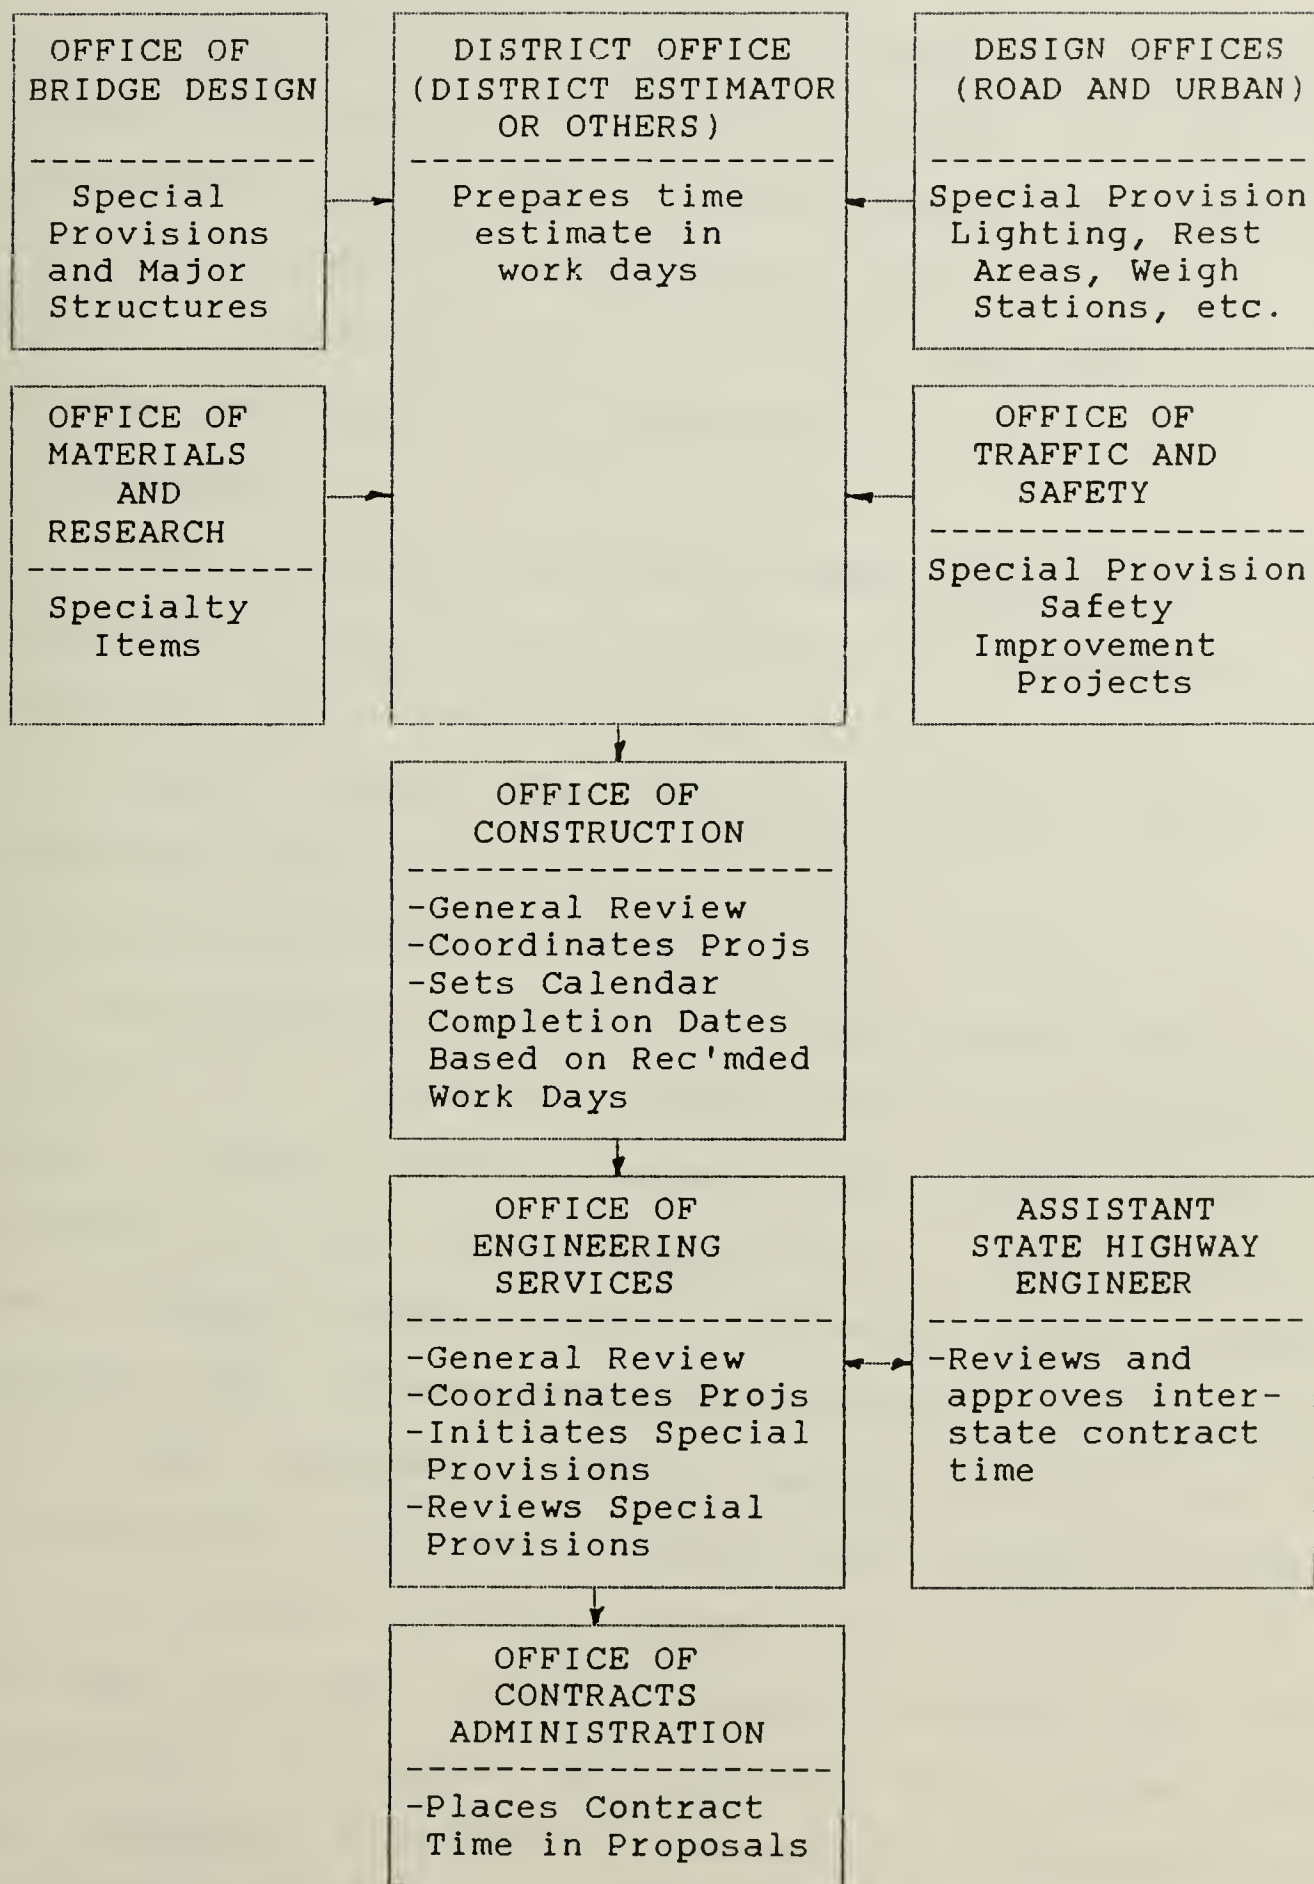 OFFICE OF
BRIDGE DESIGN
Special
Provisions
and Major
Structures
DISTRICT OFFICE
(DISTRICT ESTIMATOR
OR OTHERS)
Prepares time
estimate in
work days
DESIGN OFFICES
(ROAD AND URBAN)
Special Provision
Lighting, Rest
Areas, Weigh
Stations, etc.
OFFICE OF
MATERIALS
AND
RESEARCH
Specialty
Items
OFFICE OF
TRAFFIC AND
SAFETY
Special Provision
Safety
Improvement
Projects
OFFICE OF
CONSTRUCTION
-General Review
-Coordinates Projs
-Sets Calendar
Completion Dates
Based on Rec'mded
Work Days
OFFICE OF
ENGINEERING
SERVICES
-General Review
-Coordinates Projs
-Initiates Special
Provisions
-Reviews Special
Provisions
ASSISTANT
STATE HIGHWAY
ENGINEER
-Reviews and
approves inter-
state contract
time
OFFICE OF
CONTRACTS
ADMINISTRATION
-Places Contract
Time in Proposals